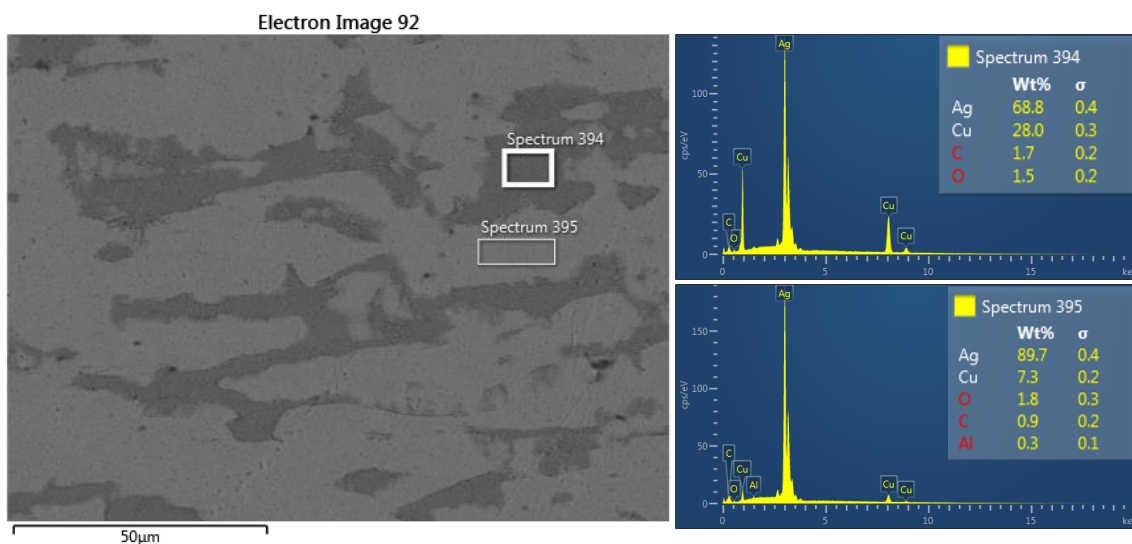 Electron Image 92
Spectrum 394
Spectrum 395
50µm
Ag
Cu
C
O
Cu
Cu
cps/eV
100
50
0
0
5
10
15
ke
Spectrum 394
Wt% σ
Ag 68.8 0.4
Cu 28.0 0.3
C 1.7 0.2
O 1.5 0.2
Ag
C
Cu
O
Al
Cu
Cu
cps/eV
150
100
50
0
0
5
10
15
ke
Spectrum 395
Wt% σ
Ag 89.7 0.4
Cu 7.3 0.2
O 1.8 0.3
C 0.9 0.2
Al 0.3 0.1